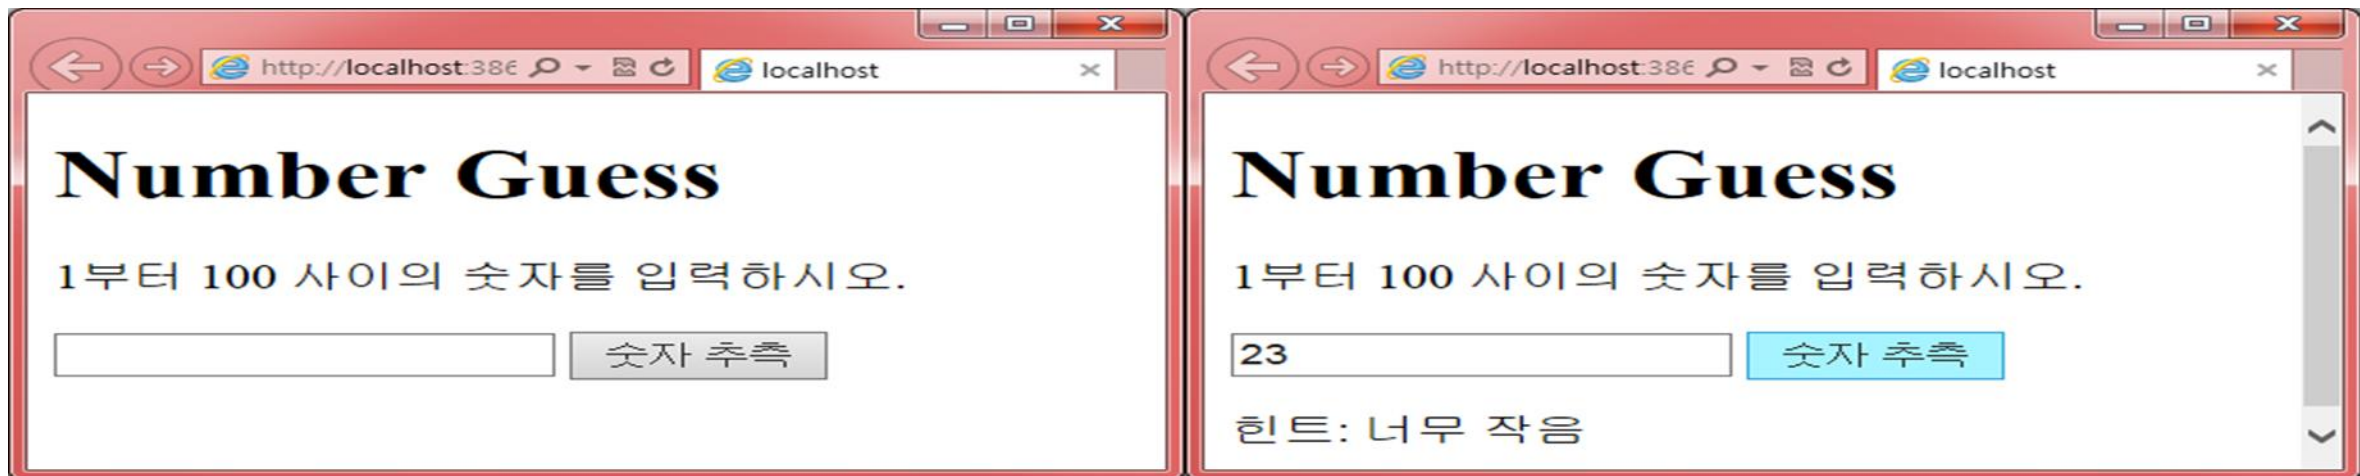 http://localhost:386
localhost
Number Guess
1부터 100 사이의 숫자를 입력하시오.
숫자 추측
http://localhost:386
localhost
Number Guess
1부터 100 사이의 숫자를 입력하시오.
23 숫자 추측
힌트: 너무 작음